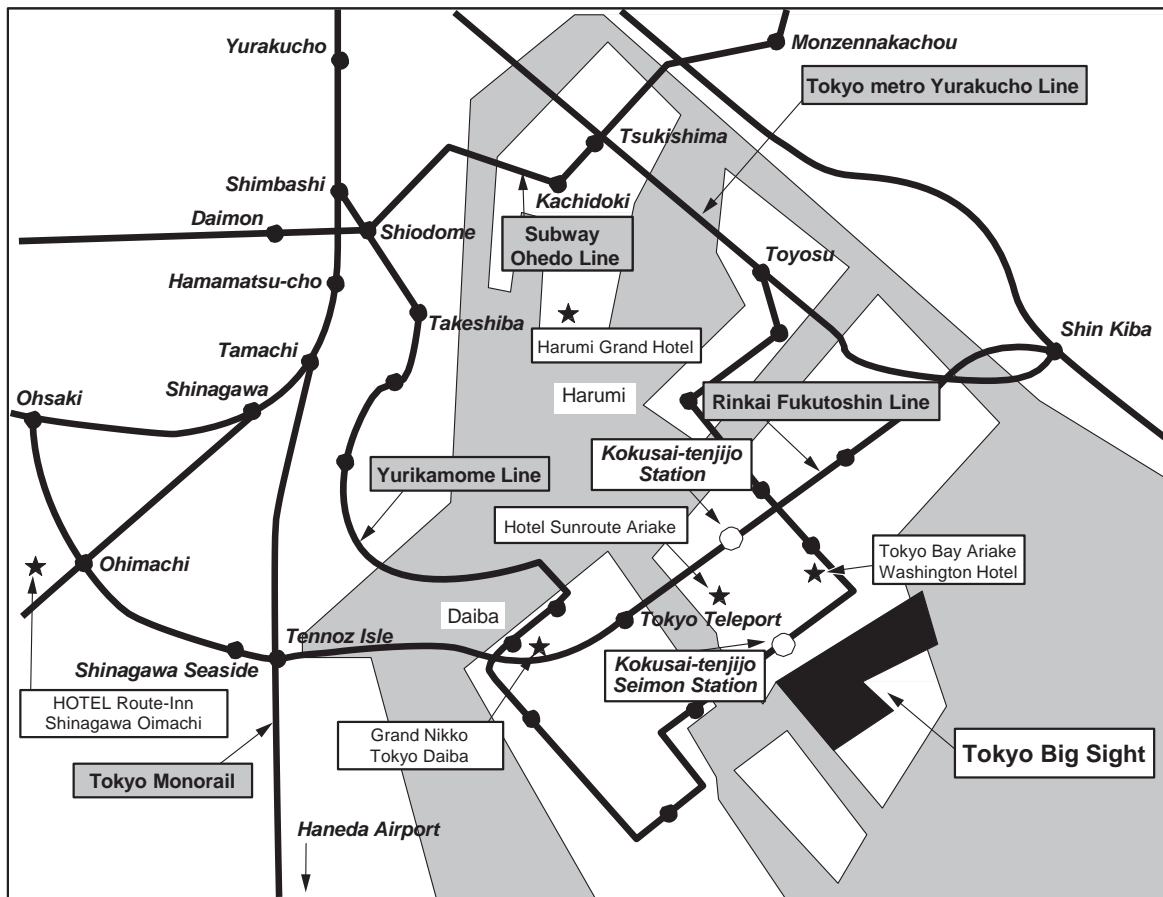 Yurakucho
Monzennakachou
Tokyo metro Yurakucho Line
Tsukishima
Shimbashi
Kachidoki
Daimon
Shiodome
Subway
Ohedo Line
Toyosu
Hamamatsu-cho
Takeshiba
Shin Kiba
Harumi Grand Hotel
Tamachi
Shinagawa
Ohsaki
Harumi
Rinkai Fukutoshin Line
Kokusai-tenjijo
Station
Yurikamome Line
Hotel Sunroute Ariake
Tokyo Bay Ariake
Washington Hotel
Ohimachi
Daiba
Tokyo Teleport
Tennoz Isle
Shinagawa Seaside
Kokusai-tenjijo
Seimon Station
HOTEL Route-Inn
Shinagawa Oimachi
Grand Nikko
Tokyo Daiba
Tokyo Big Sight
Tokyo Monorail
Haneda Airport